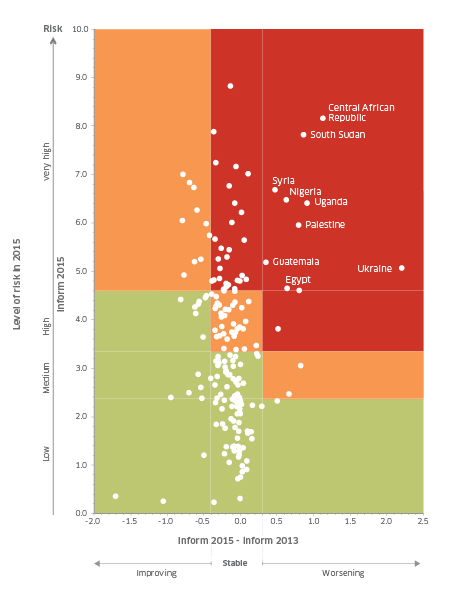 Risk
10.0
9.0
8.0
7.0
6.0
5.0
4.0
3.0
2.0
1.0
0.0
very high
High
Medium
Low
Level of risk in 2015
Inform 2015
Central African
Republic
South Sudan
Syria
Nigeria
Uganda
Palestine
Guatemala
Ukraine
Egypt
-2.0 -1.5 -1.0 -0.5 0.0 0.5 1.0 1.5 2.0 2.5
Inform 2015 - Inform 2013
Stable
Improving Worsening